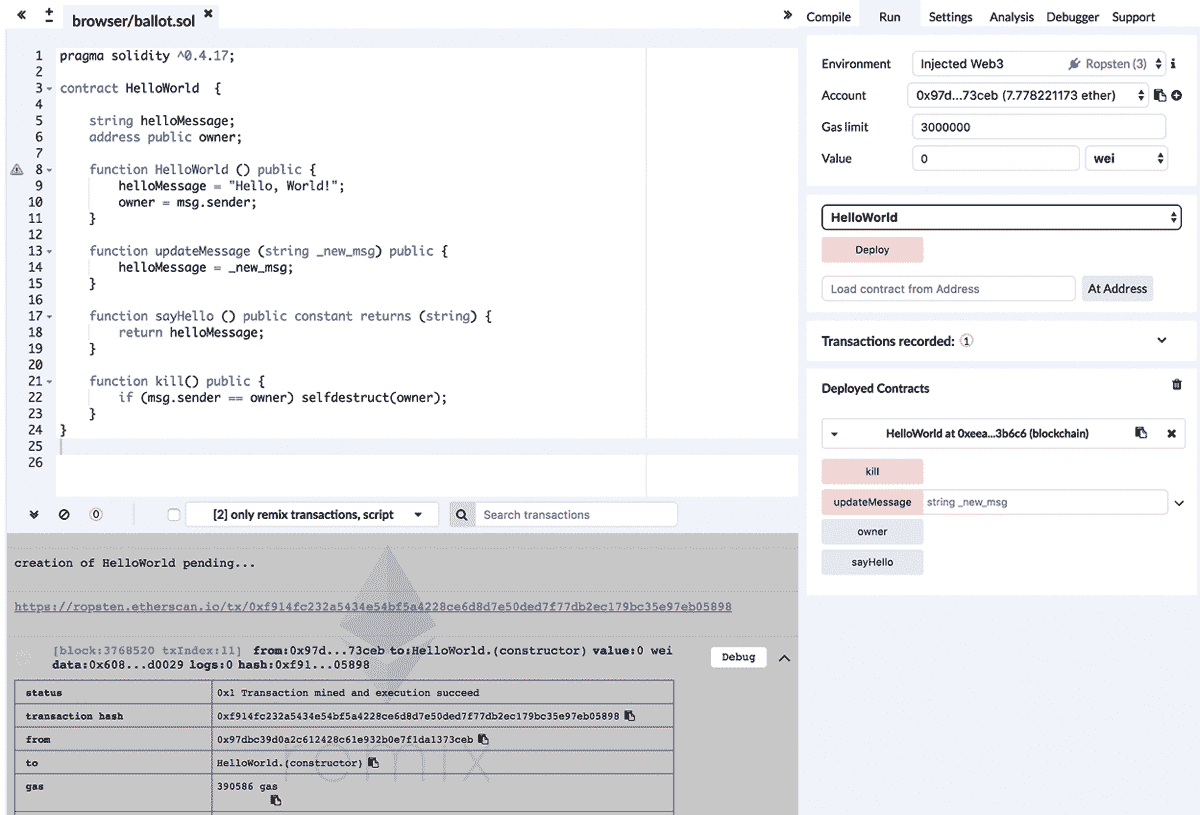 browser/ballot.sol
1 pragma solidity ^0.4.17;
2
3 contract HelloWorld {
4
5 string helloMessage;
6 address public owner;
7
8 function HelloWorld () public {
9 helloMessage = "Hello, World!";
10 owner = msg.sender;
11 }
12
13 function updateMessage (string _new_msg) public {
14 helloMessage = _new_msg;
15 }
16
17 function sayHello () public constant returns (string) {
18 return helloMessage;
19 }
20
21 function kill() public {
22 if (msg.sender == owner) selfdestruct(owner);
23 }
24 }
25
26
0 [2] only remix transactions, script Search transactions
creation of HelloWorld pending...
https://ropsten.etherscan.io/tx/0xf914fc232a5434e54bf5a4228ce6d8d7e50ded7f77db2ec179bc35e97eb05898
[block:3768520 txIndex:11] from:0x97d...73ceb to:HelloWorld.(constructor) value:0 wei
data:0x608...d0029 logs:0 hash:0xf91...05898
Debug
status 0x1 Transaction mined and execution succeed
transaction hash 0xf914fc232a5434e54bf5a4228ce6d8d7e50ded7f77db2ec179bc35e97eb05898
from 0x97dbc39d0a2c612428c61e932b0e7f1da1373ceb
to HelloWorld.(constructor)
gas 390586 gas
remix
Compile Run Settings Analysis Debugger Support
Environment Injected Web3 Ropsten (3) i
Account 0x97d...73ceb (7.778221173 ether)
Gas limit 3000000
Value 0 wei
HelloWorld
Deploy
Load contract from Address At Address
Transactions recorded: 1
Deployed Contracts
HelloWorld at 0xeea...3b6c6 (blockchain)
kill
updateMessage string _new_msg
owner
sayHello